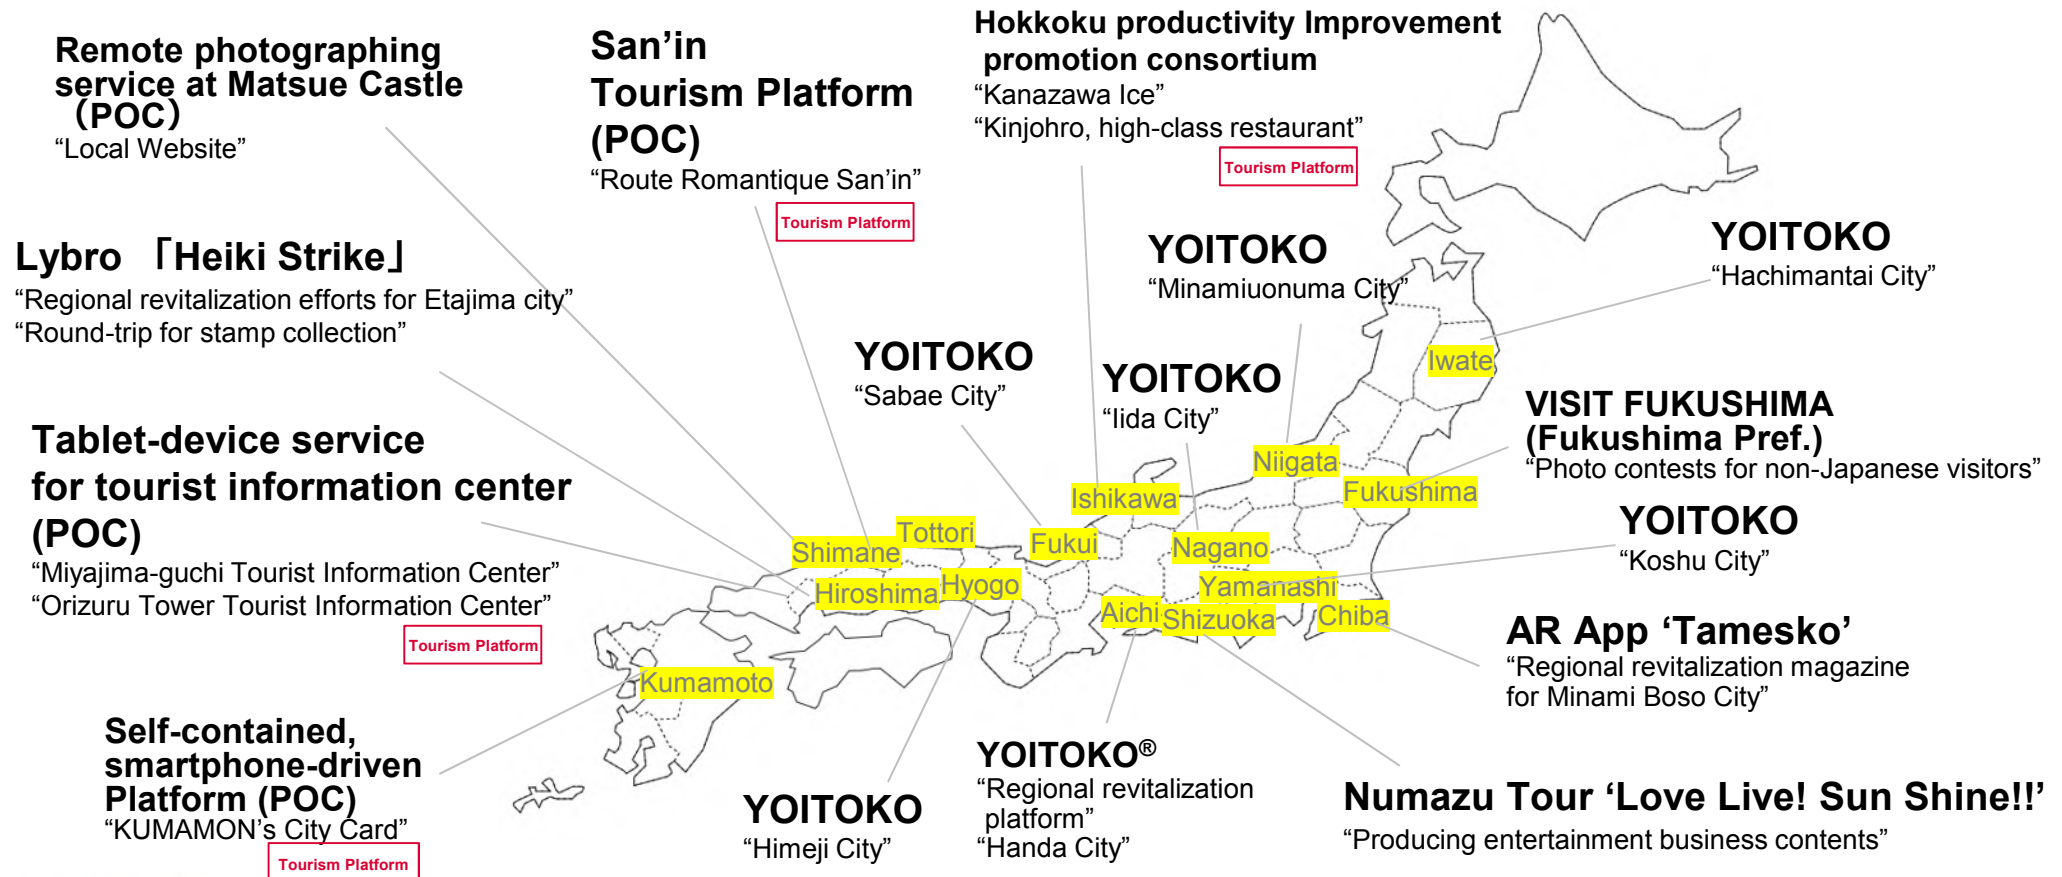 Remote photographing
service at Matsue Castle
（POC）
“Local Website”
San’in
Tourism Platform
(POC)
“Route Romantique San’in”
Tourism Platform
Hokkoku productivity Improvement
promotion consortium
“Kanazawa Ice”
“Kinjohro, high-class restaurant”
Tourism Platform
Lybro 「Heiki Strike」
“Regional revitalization efforts for Etajima city”
“Round-trip for stamp collection”
YOITOKO
“Minamiuonuma City”
YOITOKO
“Hachimantai City”
YOITOKO
“Sabae City”
YOITOKO
“Iida City”
VISIT FUKUSHIMA
(Fukushima Pref.)
“Photo contests for non-Japanese visitors”
Tablet-device service
for tourist information center
(POC)
“Miyajima-guchi Tourist Information Center”
“Orizuru Tower Tourist Information Center”
Tourism Platform
YOITOKO
“Koshu City”
AR App ‘Tamesko’
“Regional revitalization magazine
for Minami Boso City”
Iwate
Niigata
Fukushima
Ishikawa
Tottori
Fukui
Nagano
Shimane
Hiroshima
Hyogo
Yamanashi
Aichi
Shizuoka
Chiba
Kumamoto
Self-contained,
smartphone-driven
Platform (POC)
“KUMAMON’s City Card”
Tourism Platform
YOITOKO
“Himeji City”
YOITOKO®
“Regional revitalization
platform”
“Handa City”
Numazu Tour ‘Love Live! Sun Shine!!’
“Producing entertainment business contents”